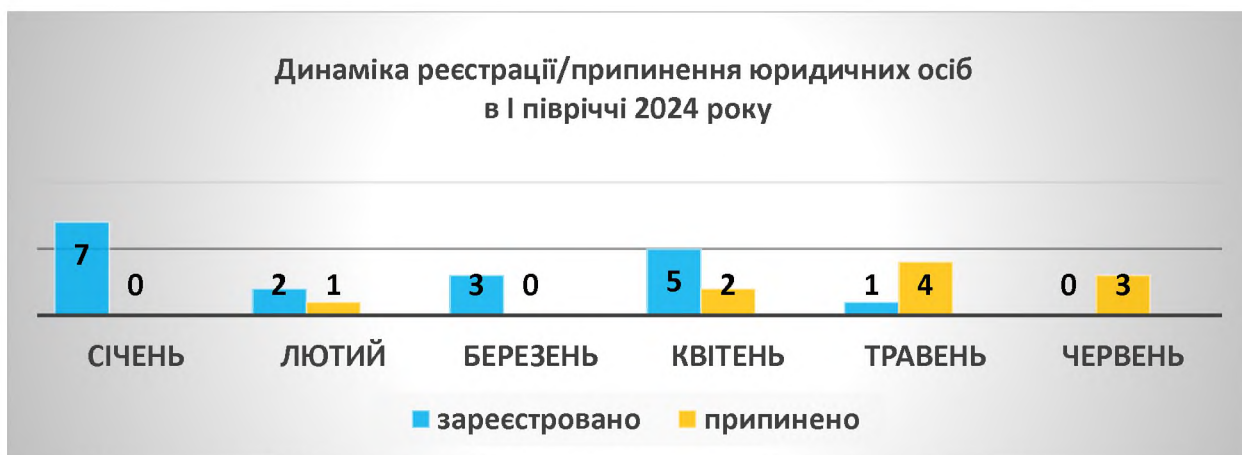 Динаміка реєстрації/припинення юридичних осіб
в І півріччі 2024 року
7 0 2 1 3 0 5 2 1 4 0 3
СІЧЕНЬ ЛЮТИЙ БЕРЕЗЕНЬ КВІТЕНЬ ТРАВЕНЬ ЧЕРВЕНЬ
зареєстровано припинено